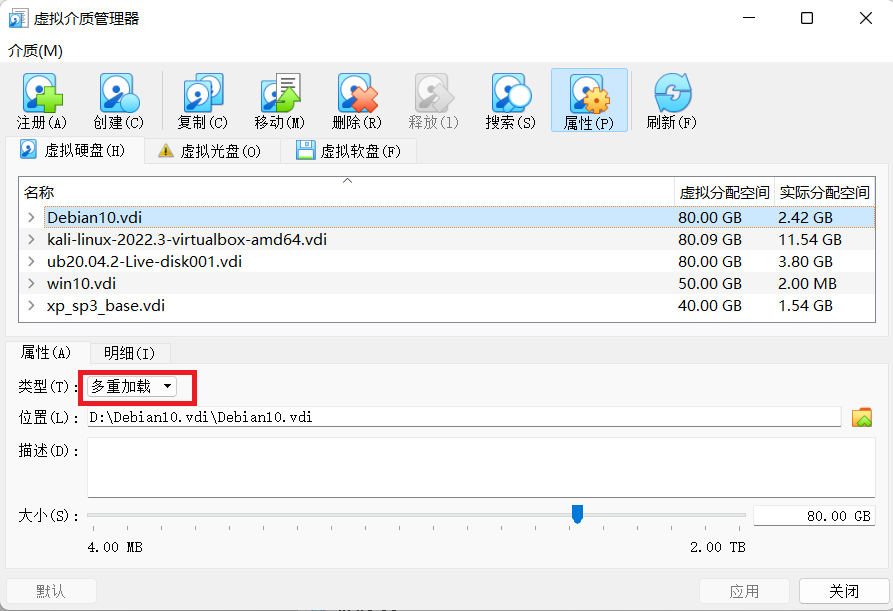 虚拟介质管理器
介质(M)
注册(A) 创建(C) 复制(C) 移动(M) 删除(R) 释放(l) 搜索(S) 属性(P) 刷新(F)
虚拟硬盘(H) 虚拟光盘(O) 虚拟软盘(F)
名称 虚拟分配空间 实际分配空间
Debian10.vdi 80.00 GB 2.42 GB
kali-linux-2022.3-virtualbox-amd64.vdi 80.09 GB 11.54 GB
ub20.04.2-Live-disk001.vdi 80.00 GB 3.80 GB
win10.vdi 50.00 GB 2.00 MB
xp_sp3_base.vdi 40.00 GB 1.54 GB
属性(A) 明细(I)
类型(T): 多重加载
位置(L): D:\Debian10.vdi\Debian10.vdi
描述(D):
大小(S): 80.00 GB
4.00 MB 2.00 TB
默认 应用 关闭